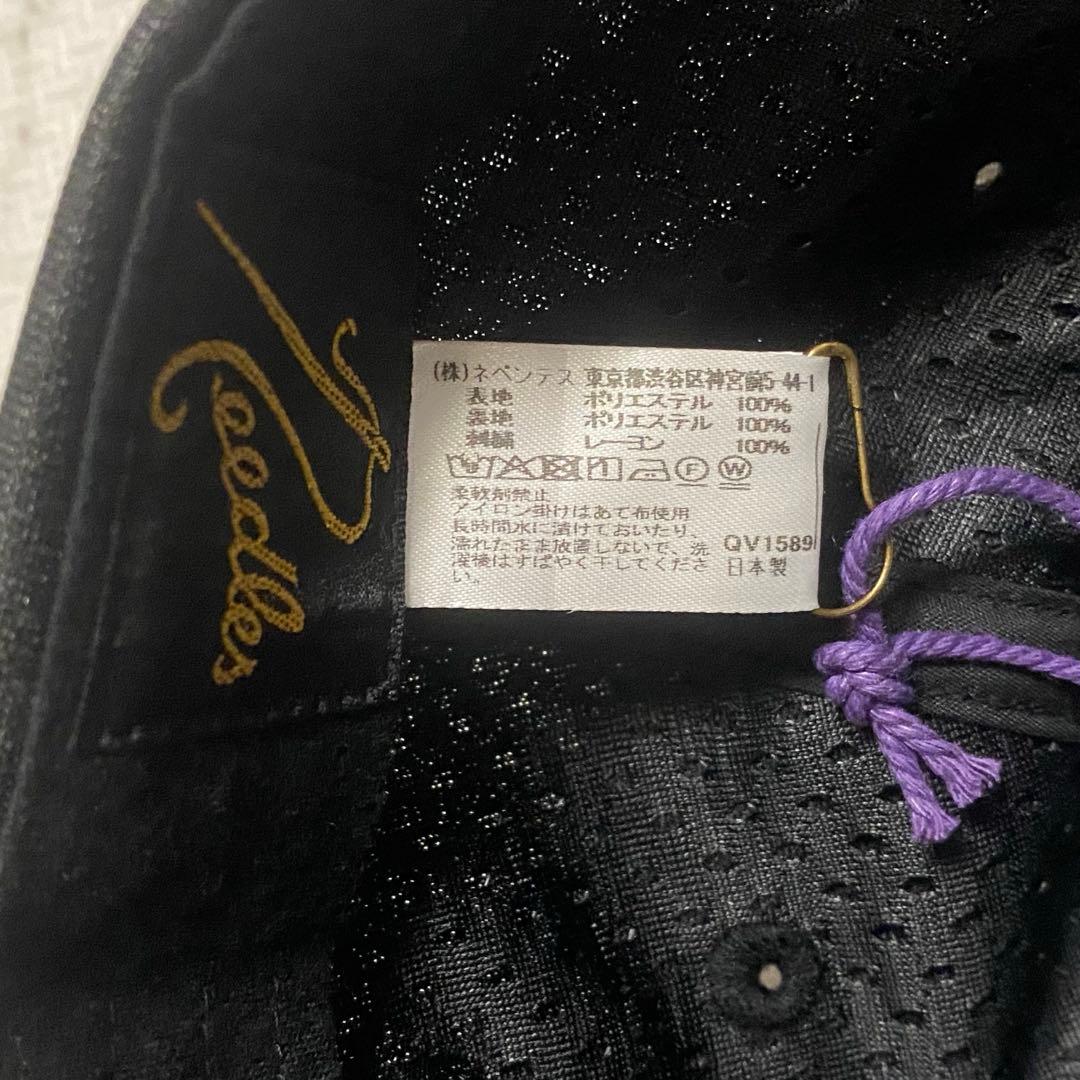 Needles
(株)ネペンテス 東京都渋谷区神宮前5-44-1
表地 ポリエステル 100%
表地 ポリエステル 100%
刺繍 レーヨン 100%
F W
柔軟剤禁止
アイロン掛けはあて布使用
長時間水に漬けておいたり、
濡れたまま放置しないで、洗
濯後はすばやく干してくださ
い。
QV1589
日本製